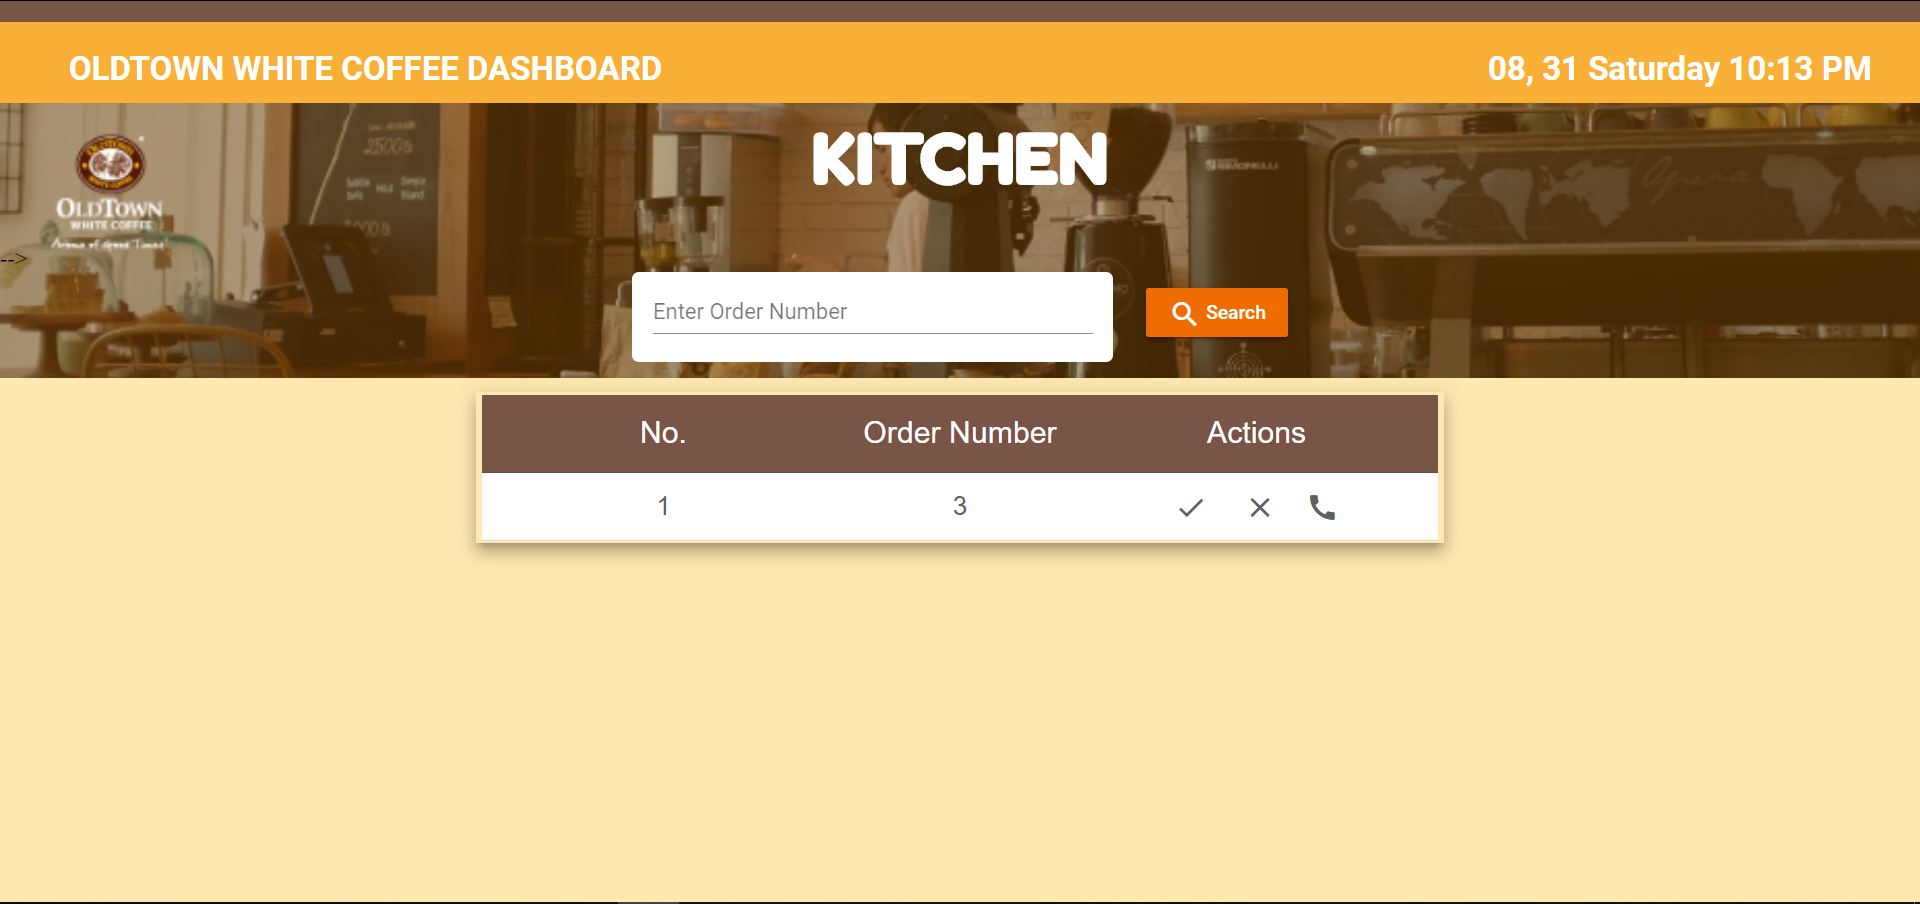 OLDTOWN WHITE COFFEE DASHBOARD
08, 31 Saturday 10:13 PM
KITCHEN
OLDTOWN
WHITE COFFEE
-->
Enter Order Number
Search
No. Order Number Actions
1 3